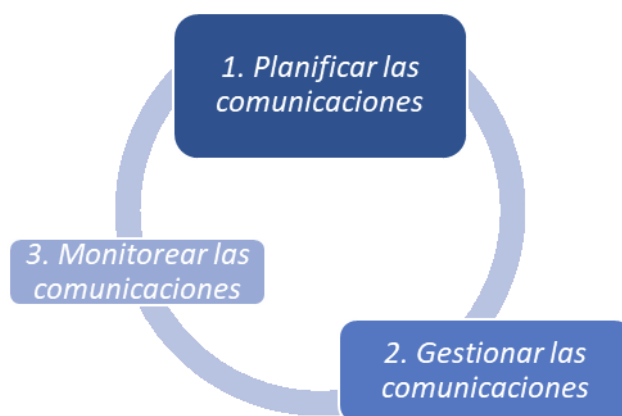 1. Planificar las
comunicaciones
2. Gestionar las
comunicaciones
3. Monitorear las
comunicaciones